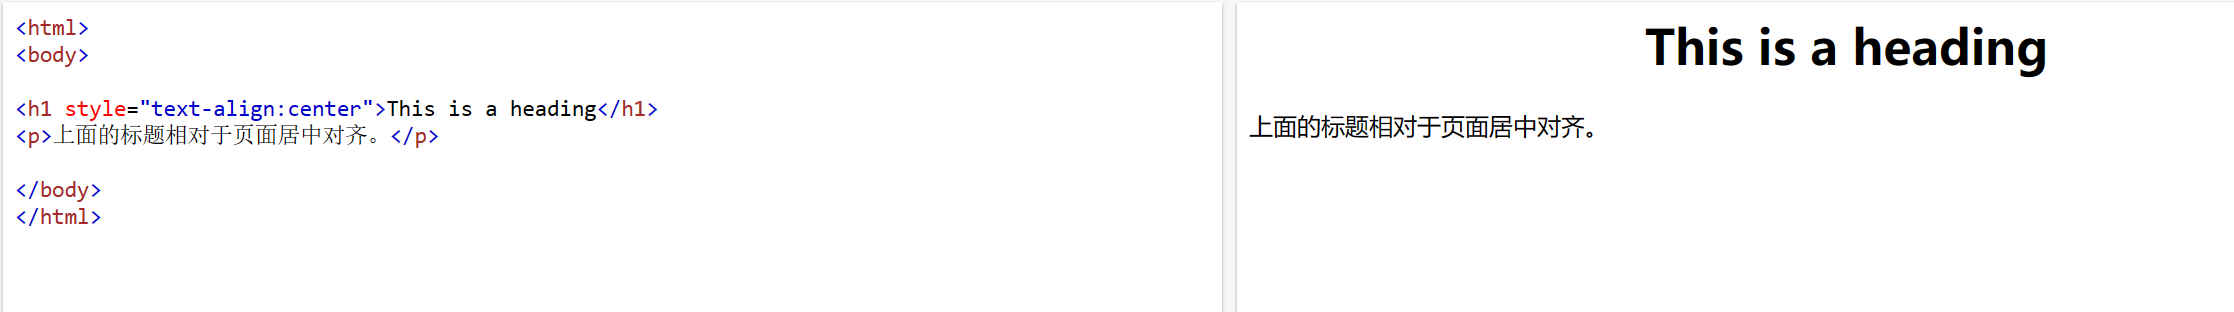 <html>
<body>
<h1 style="text-align:center">This is a heading</h1>
<p>上面的标题相对于页面居中对齐。</p>
</body>
</html>
This is a heading
上面的标题相对于页面居中对齐。